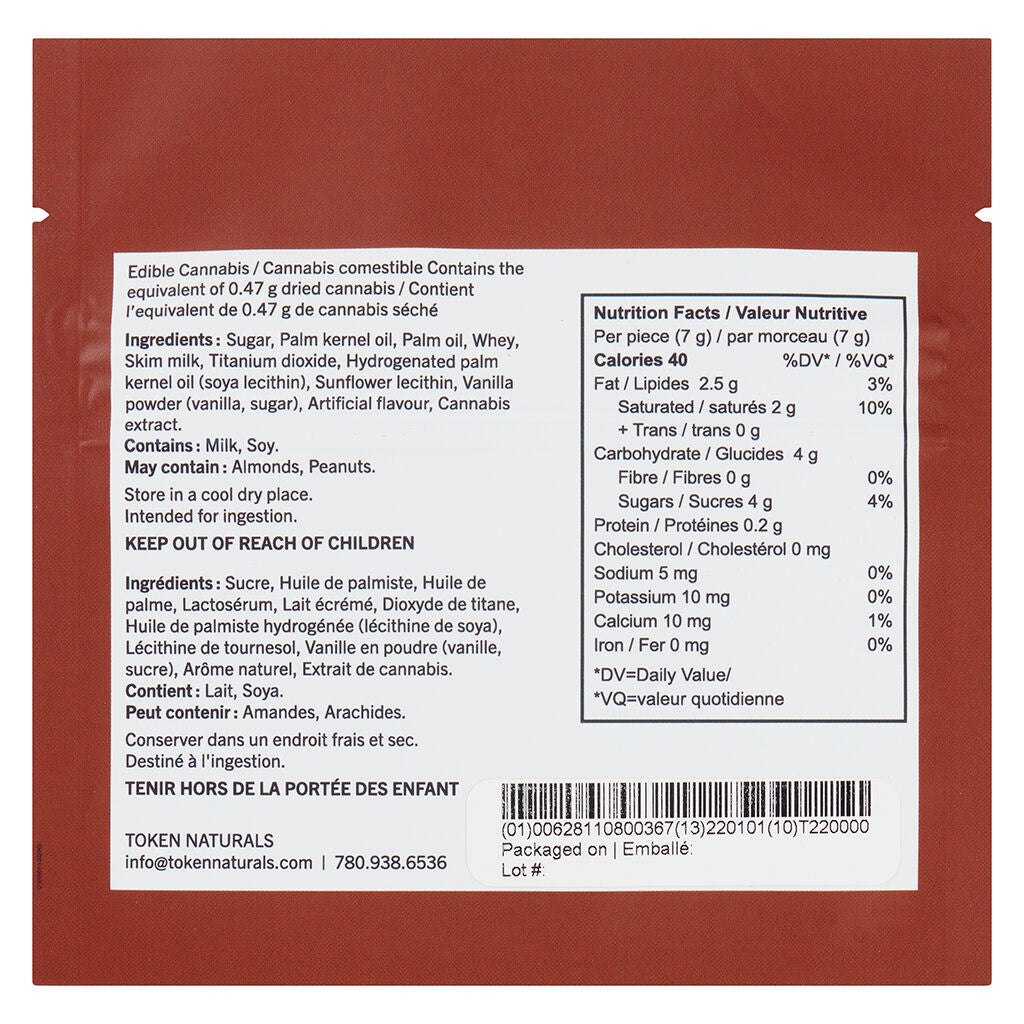 Edible Cannabis / Cannabis comestible Contains the
equivalent of 0.47 g dried cannabis / Contient
l'equivalent de 0.47 g de cannabis séché
Ingredients : Sugar, Palm kernel oil, Palm oil, Whey,
Skim milk, Titanium dioxide, Hydrogenated palm
kernel oil (soya lecithin), Sunflower lecithin, Vanilla
powder (vanilla, sugar), Artificial flavour, Cannabis
extract.
Contains : Milk, Soy.
May contain : Almonds, Peanuts.
Store in a cool dry place.
Intended for ingestion.
KEEP OUT OF REACH OF CHILDREN
Ingrédients : Sucre, Huile de palmiste, Huile de
palme, Lactosérum, Lait écrémé, Dioxyde de titane,
Huile de palmiste hydrogénée (lécithine de soya),
Lécithine de tournesol, Vanille en poudre (vanille,
sucre), Arôme naturel, Extrait de cannabis.
Contient : Lait, Soya.
Peut contenir : Amandes, Arachides.
Conserver dans un endroit frais et sec.
Destiné à l'ingestion.
TENIR HORS DE LA PORTÉE DES ENFANT
TOKEN NATURALS
info@tokennaturals.com | 780.938.6536
Nutrition Facts / Valeur Nutritive
Per piece (7 g) / par morceau (7 g)
Calories 40 %DV* / %VQ*
Fat / Lipides 2.5 g 3%
Saturated / saturés 2 g 10%
+ Trans / trans 0 g
Carbohydrate / Glucides 4 g
Fibre / Fibres 0 g 0%
Sugars / Sucres 4 g 4%
Protein / Protéines 0.2 g
Cholesterol / Cholestérol 0 mg
Sodium 5 mg 0%
Potassium 10 mg 0%
Calcium 10 mg 1%
Iron / Fer 0 mg 0%
*DV=Daily Value/
*VQ=valeur quotidienne
(01)00628110800367(13)220101(10)T220000
Packaged on | Emballé:
Lot #: